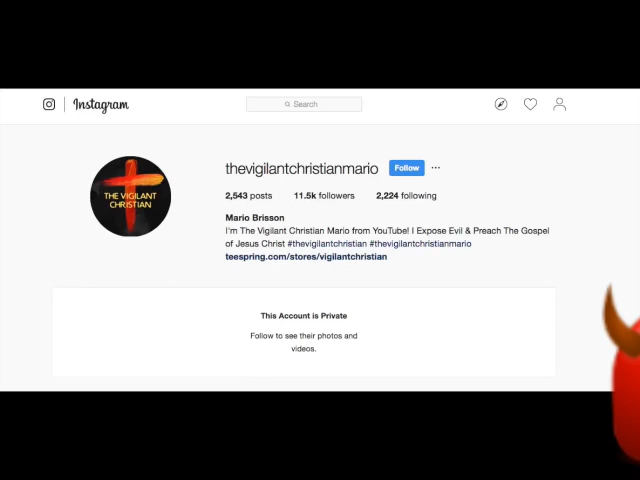 Instagram
Search
thevigilantchristianmario Follow ...
2,543 posts 11.5k followers 2,224 following
THE VIGILANT
CHRISTIAN
Mario Brisson
I'm The Vigilant Christian Mario from YouTube! I Expose Evil & Preach The Gospel
of Jesus Christ #thevigilantchristian #thevigilantchristianmario
teespring.com/stores/vigilantchristian
This Account is Private
Follow to see their photos and
videos.